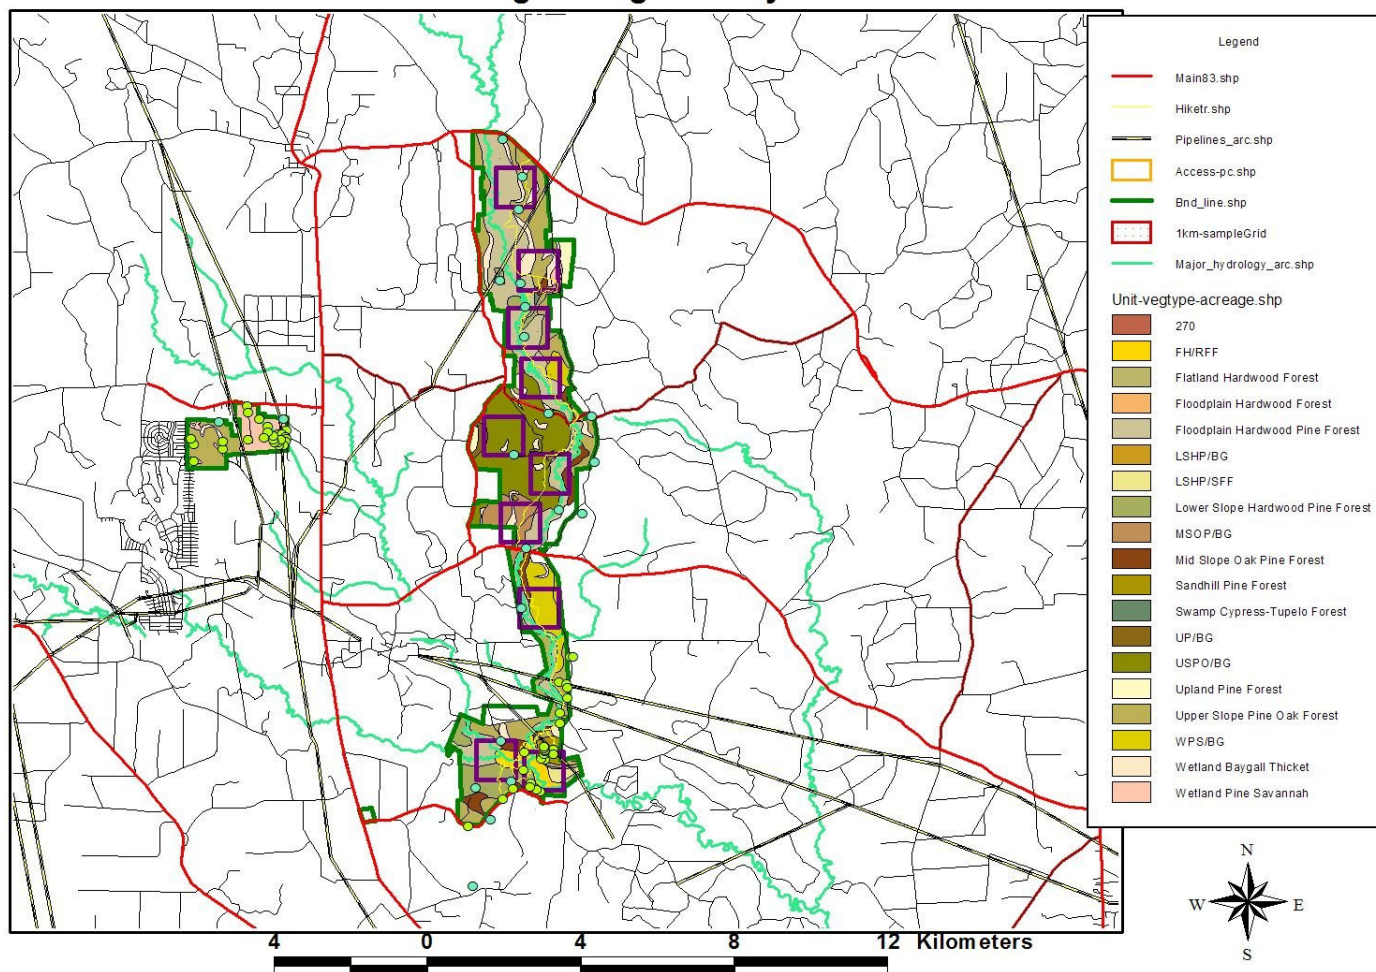 Legend
Main83.shp
Hiketr.shp
Pipelines_arc.shp
Access-pc.shp
Bnd_line.shp
1km-sampleGrid
Major_hydrology_arc.shp
Unit-vegtype-acreage.shp
270
FH/RFF
Flatland Hardwood Forest
Floodplain Hardwood Forest
Floodplain Hardwood Pine Forest
LSHP/BG
LSHP/SFF
Lower Slope Hardwood Pine Forest
MSOP/BG
Mid Slope Oak Pine Forest
Sandhill Pine Forest
Swamp Cypress-Tupelo Forest
UP/BG
USPO/BG
Upland Pine Forest
Upper Slope Pine Oak Forest
WPS/BG
Wetland Baygall Thicket
Wetland Pine Savannah
N
W E
S
4 0 4 8 12 Kilometers